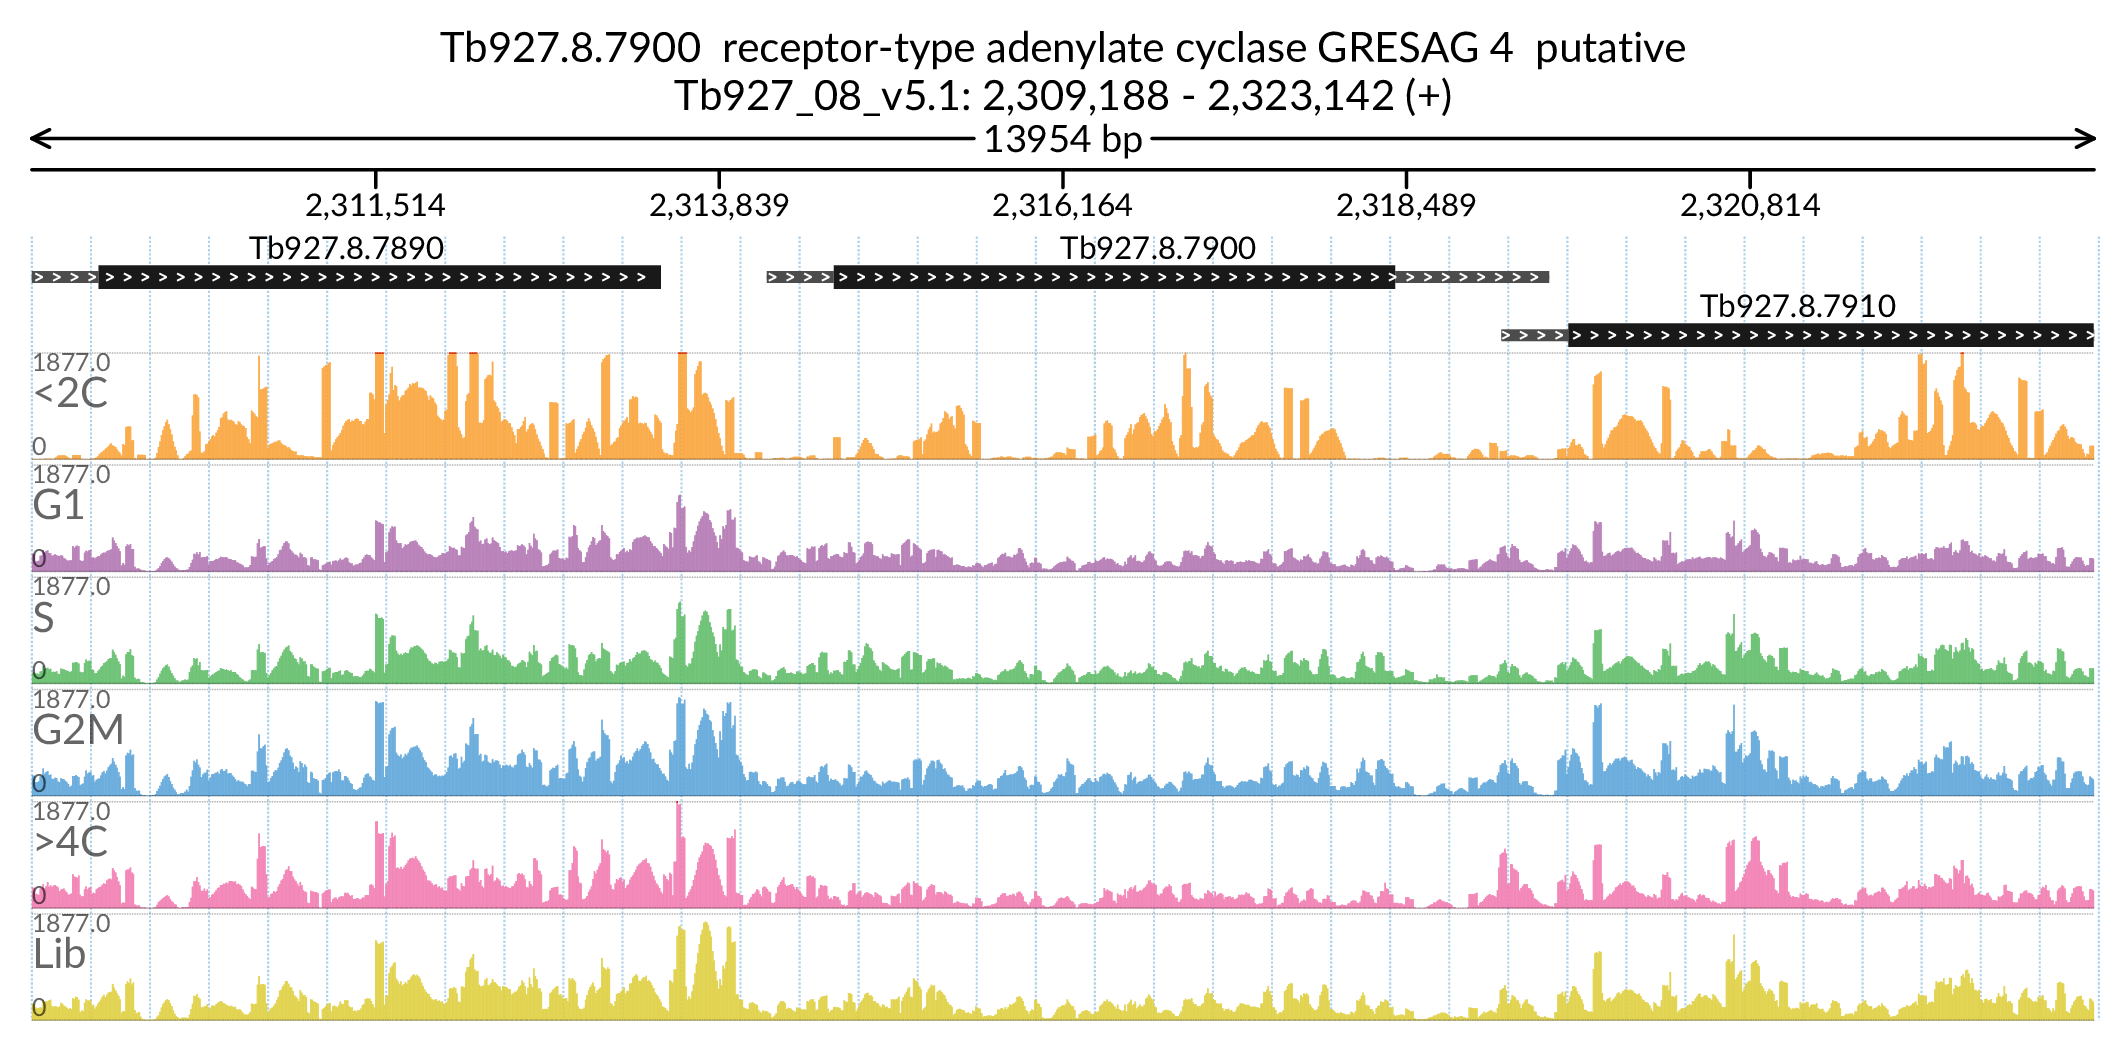 Tb927.8.7900  receptor-type adenylate cyclase GRESAG 4  putative
Tb927_08_v5.1: 2,309,188 - 2,323,142 (+)
13954 bp
2,311,514 2,313,839 2,316,164 2,318,489 2,320,814
Tb927.8.7890 Tb927.8.7900
Tb927.8.7910
1877.0
<2C
0
1877.0
G1
0
1877.0
S
0
1877.0
G2M
0
1877.0
>4C
0
1877.0
Lib
0